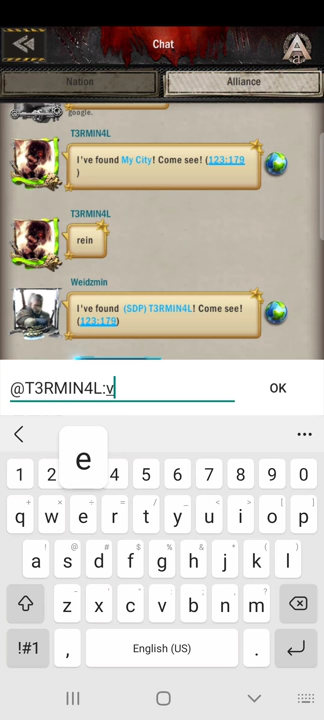 Chat
Nation
Alliance
google.
T3RMIN4L
I've found My City! Come see! (123:179
)
T3RMIN4L
rein
Weidzmin
I've found (SDP) T3RMIN4L! Come see!
(123:179)
@T3RMIN4L:v
OK
e
1 2 4 5 6 7 8 9 0
q w e r t y u i o p
a s d f g h j k l
z x c v b n m
!#1 , English (US) .